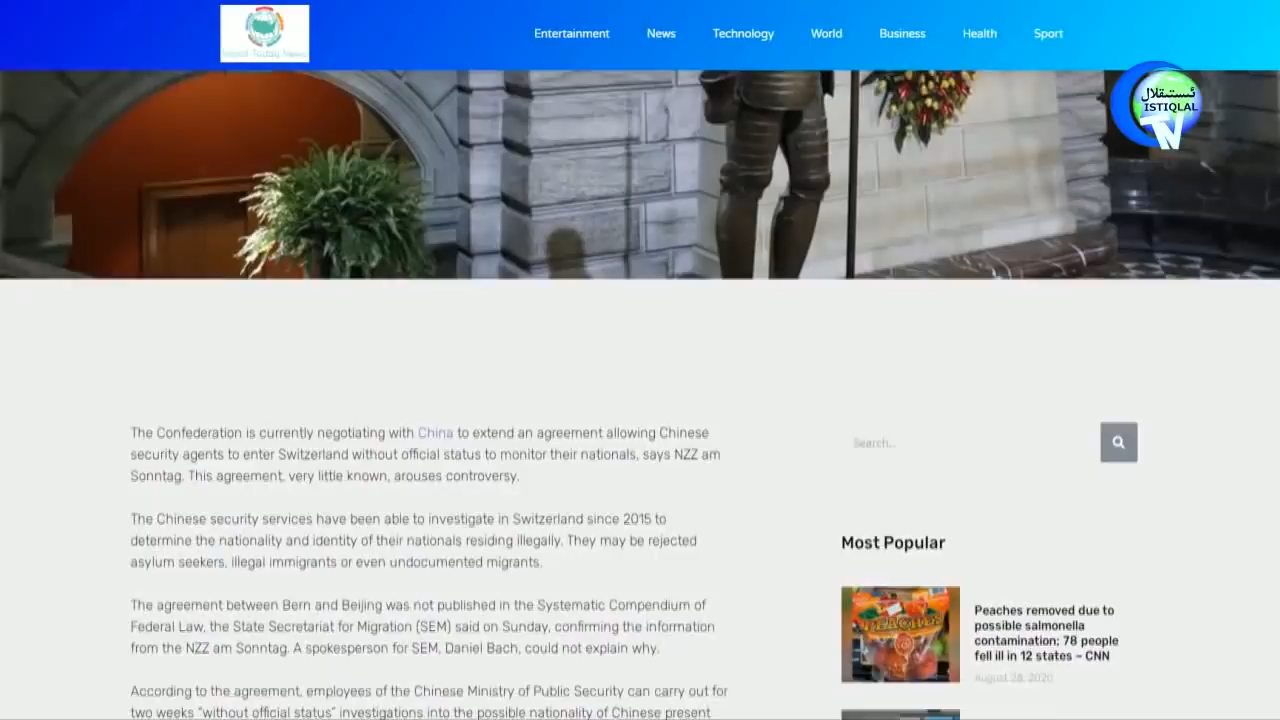 World Today News
Entertainment
News
Technology
World
Business
Health
Sport
ئىستىقلال
ISTIQLAL
TV
The Confederation is currently negotiating with China to extend an agreement allowing Chinese
security agents to enter Switzerland without official status to monitor their nationals, says NZZ am
Sonntag. This agreement, very little known, arouses controversy.
The Chinese security services have been able to investigate in Switzerland since 2015 to
determine the nationality and identity of their nationals residing illegally. They may be rejected
asylum seekers, illegal immigrants or even undocumented migrants.
The agreement between Bern and Beijing was not published in the Systematic Compendium of
Federal Law, the State Secretariat for Migration (SEM) said on Sunday, confirming the information
from the NZZ am Sonntag. A spokesperson for SEM, Daniel Bach, could not explain why.
According to the agreement, employees of the Chinese Ministry of Public Security can carry out for
two weeks "without official status" investigations into the possible nationality of Chinese present
Search...
Most Popular
PEACHES
Peaches removed due to
possible salmonella
contamination; 78 people
fell ill in 12 states – CNN
August 28, 2020